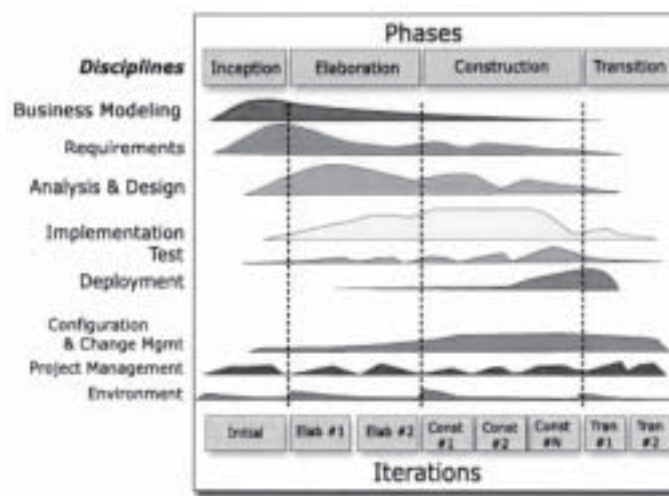 Phases
Disciplines Inception Elaboration Construction Transition
Business Modeling
Requirements
Analysis & Design
Implementation
Test
Deployment
Configuration
& Change Mgmt
Project Management
Environment
Initial Elab #1 Elab #2 Const #1 Const #2 Const #N Tran #1 Tran #2
Iterations